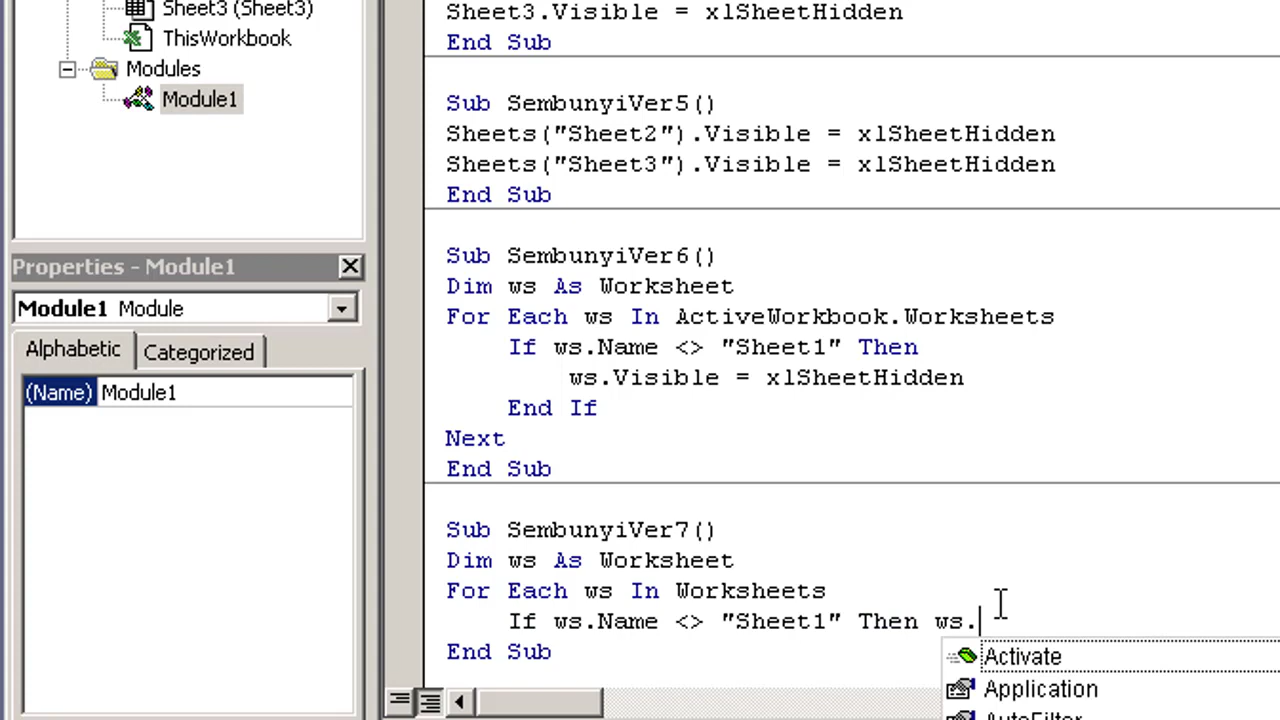 Sheet3 (Sheet3)
ThisWorkbook
Modules
Module1
Properties - Module1
Module1 Module
Alphabetic
Categorized
(Name) Module1
Sheet3.Visible = xlSheetHidden
End Sub
Sub SembunyiVer5()
Sheets("Sheet2").Visible = xlSheetHidden
Sheets("Sheet3").Visible = xlSheetHidden
End Sub
Sub SembunyiVer6()
Dim ws As Worksheet
For Each ws In ActiveWorkbook.Worksheets
If ws.Name <> "Sheet1" Then
ws.Visible = xlSheetHidden
End If
Next
End Sub
Sub SembunyiVer7()
Dim ws As Worksheet
For Each ws In Worksheets
If ws.Name <> "Sheet1" Then ws.
End Sub
Activate
Application
AutoFilter